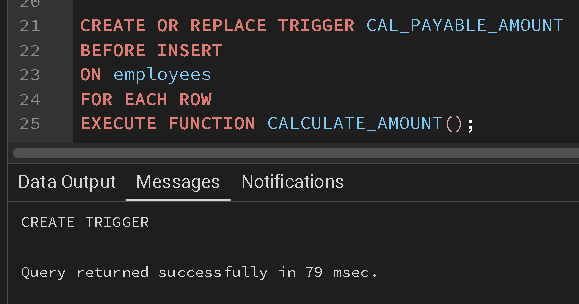 20
21 CREATE OR REPLACE TRIGGER CAL_PAYABLE_AMOUNT
22 BEFORE INSERT
23 ON employees
24 FOR EACH ROW
25 EXECUTE FUNCTION CALCULATE_AMOUNT();
Data Output Messages Notifications
CREATE TRIGGER
Query returned successfully in 79 msec.